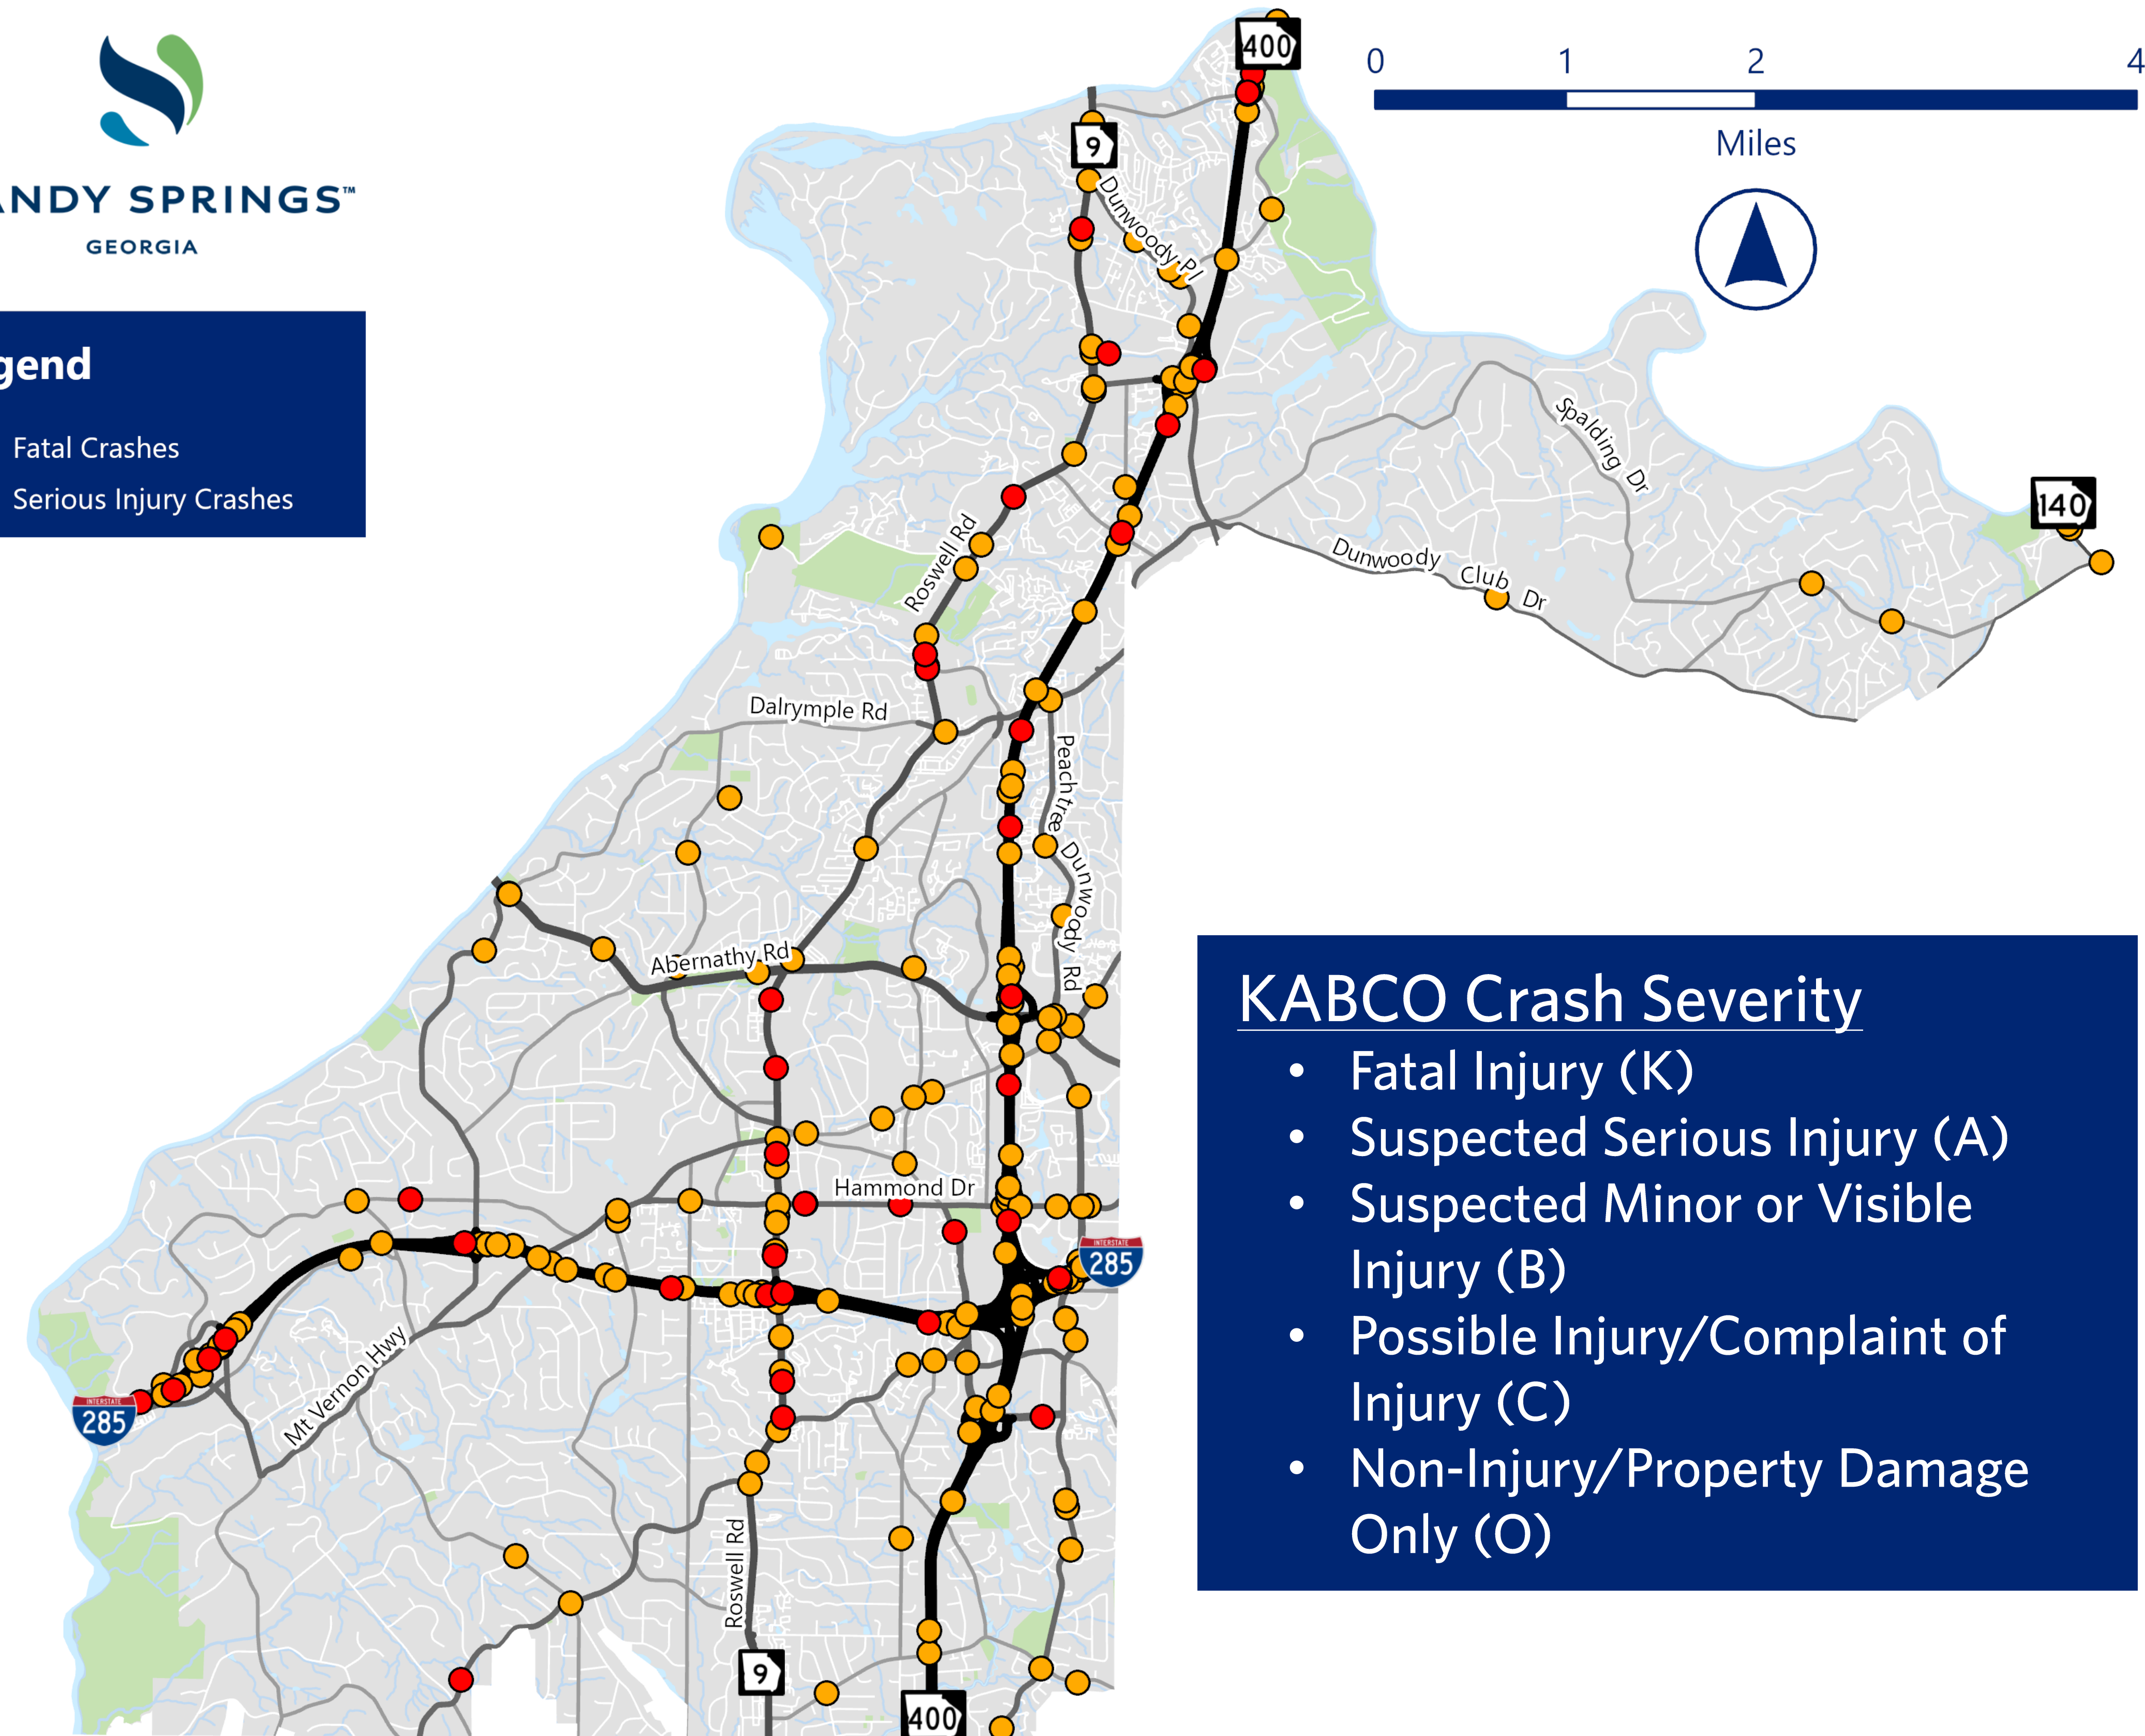 ANDY SPRINGS™
GEORGIA
gend
Fatal Crashes
Serious Injury Crashes
400
0 1 2 4
Miles
9
Dunwoody Pl
Spalding Dr
140
Roswell Rd
Dunwoody Club Dr
Dalrymple Rd
Peachtree Dunwoody Rd
Abernathy Rd
Hammond Dr
INTERSTATE
285
INTERSTATE
285
Mt Vernon Hwy
Roswell Rd
9
400
KABCO Crash Severity
• Fatal Injury (K)
• Suspected Serious Injury (A)
• Suspected Minor or Visible
Injury (B)
• Possible Injury/Complaint of
Injury (C)
• Non-Injury/Property Damage
Only (O)